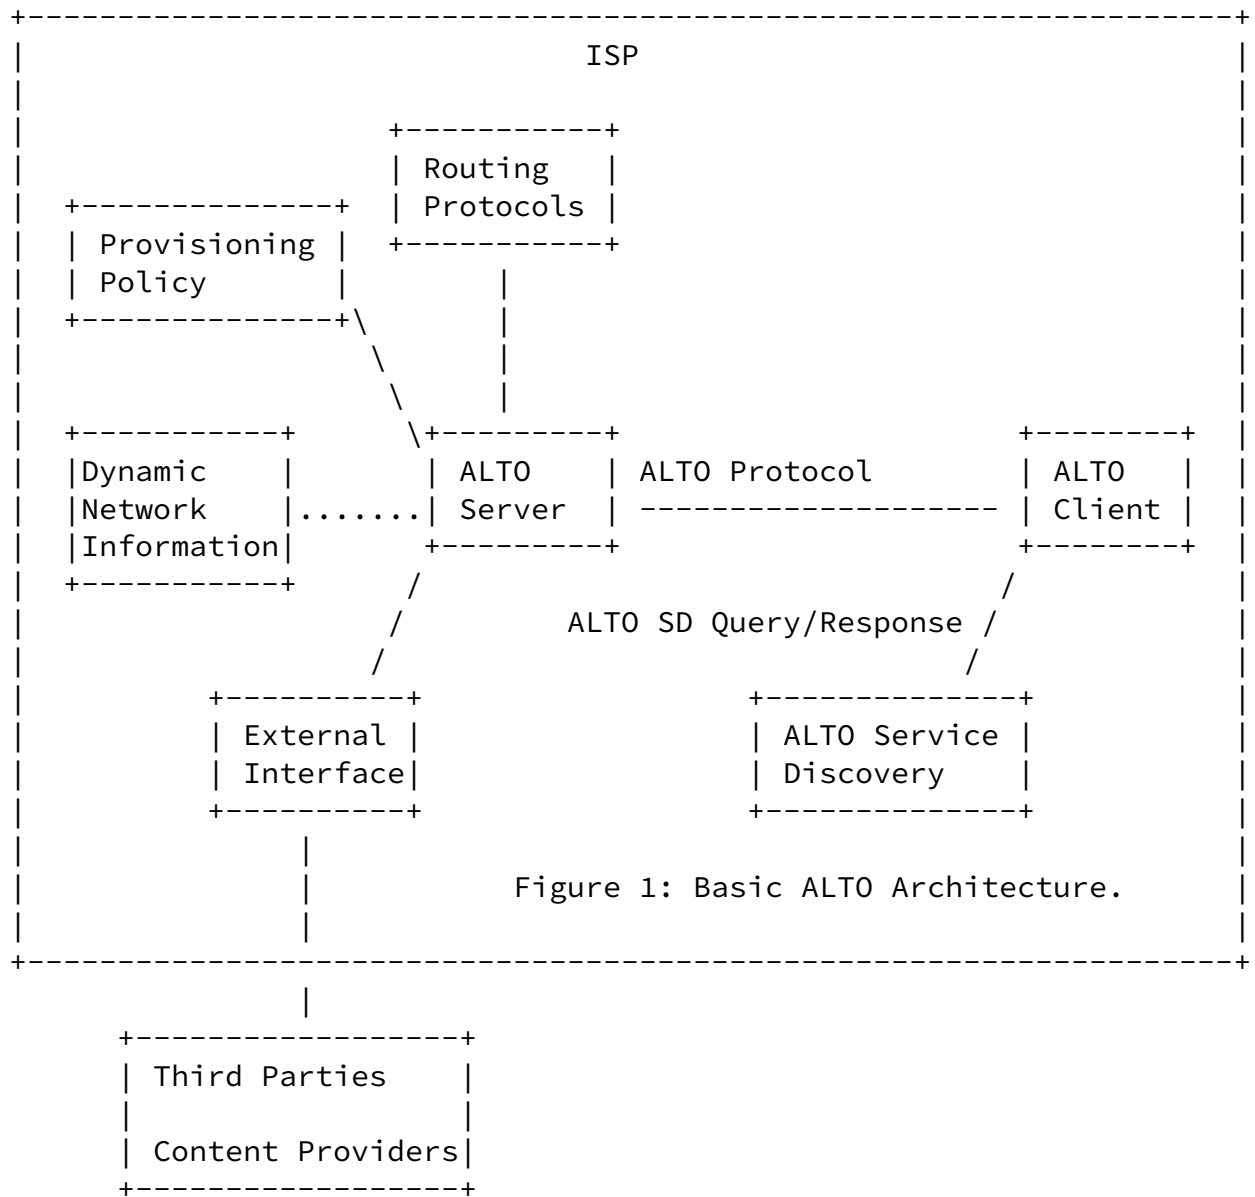 ISP
Routing
Protocols
Provisioning
Policy
Dynamic
Network
Information
ALTO
Server
ALTO Protocol
ALTO
Client
ALTO SD Query/Response
External
Interface
ALTO Service
Discovery
Figure 1: Basic ALTO Architecture.
Third Parties
Content Providers